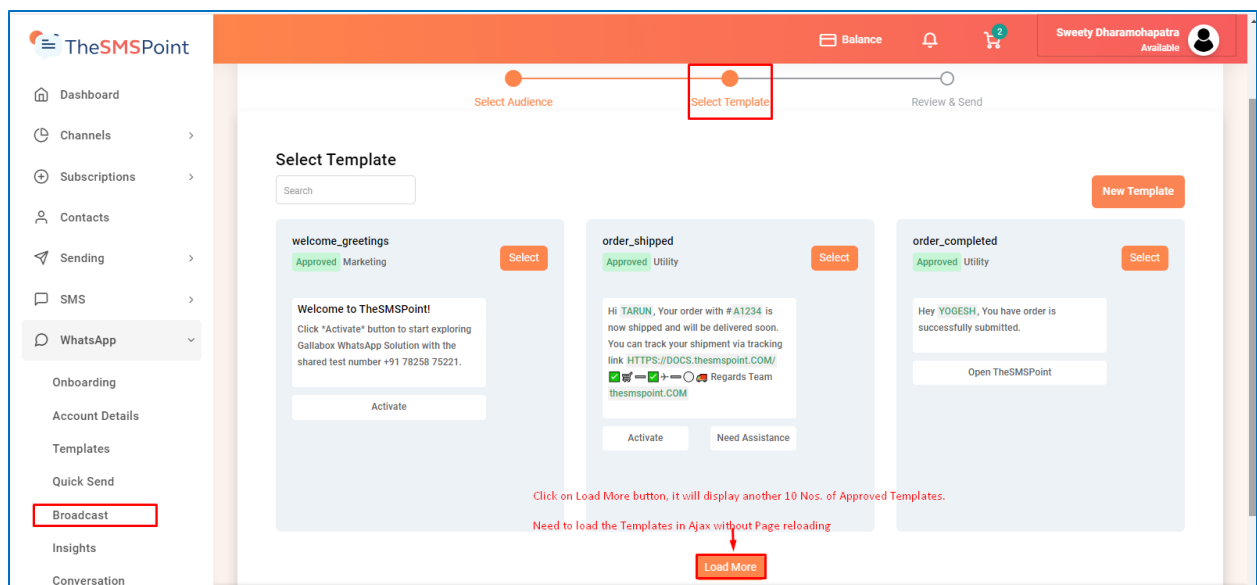 TheSMSPoint
Balance
2
Sweety Dharamohapatra
Available
Dashboard
Channels
Subscriptions
Contacts
Sending
SMS
WhatsApp
Onboarding
Account Details
Templates
Quick Send
Broadcast
Insights
Conversation
Select Audience
Select Template
Review & Send
Select Template
Search
New Template
welcome_greetings
Approved Marketing
Select
Welcome to TheSMSPoint!
Click *Activate* button to start exploring
Gallabox WhatsApp Solution with the
shared test number +91 78258 75221.
Activate
order_shipped
Approved Utility
Select
Hi TARUN, Your order with #A1234 is
now shipped and will be delivered soon.
You can track your shipment via tracking
link HTTPS://DOCS.thesmspoint.COM/
✅🛒➖✅✈➖⚪🚚 Regards Team
thesmspoint.COM
Activate
Need Assistance
order_completed
Approved Utility
Select
Hey YOGESH, You have order is
successfully submitted.
Open TheSMSPoint
Click on Load More button, it will display another 10 Nos. of Approved Templates.
Need to load the Templates in Ajax without Page reloading
Load More